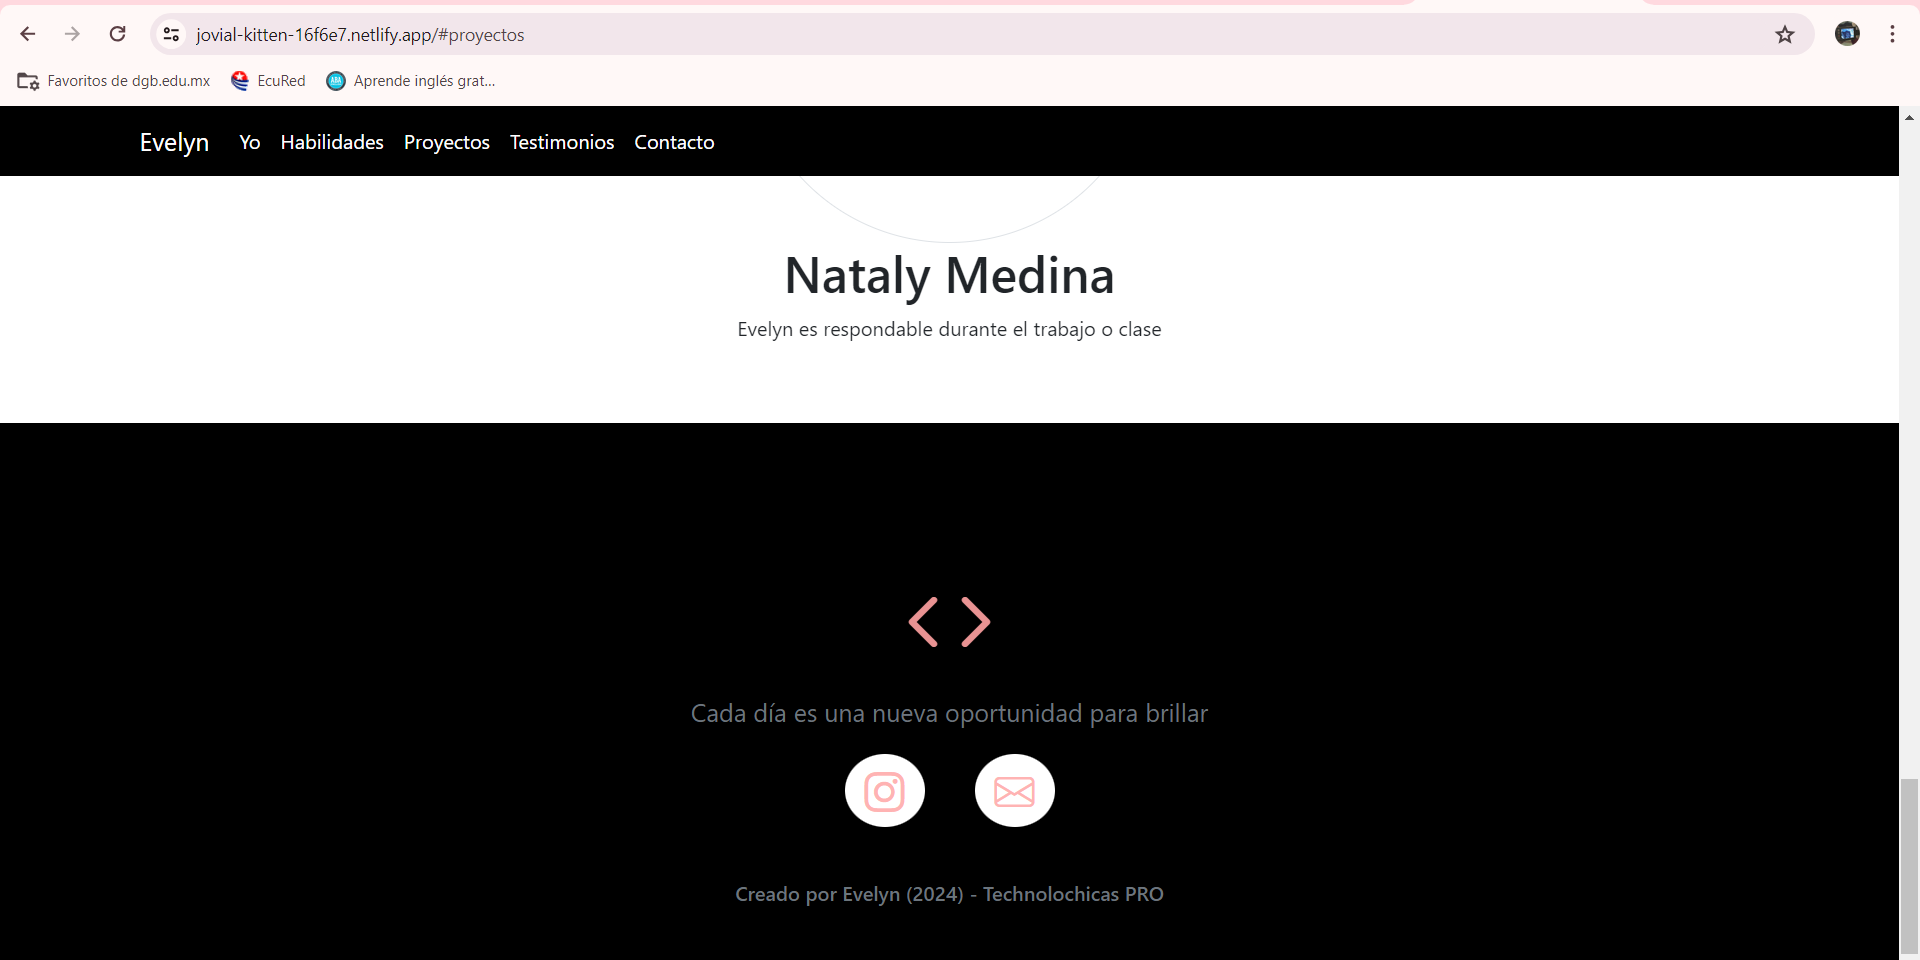 jovial-kitten-16f6e7.netlify.app/#proyectos
Favoritos de dgb.edu.mx EcuRed Aprende inglés grat...
Evelyn Yo Habilidades Proyectos Testimonios Contacto
Nataly Medina
Evelyn es respondable durante el trabajo o clase
Cada día es una nueva oportunidad para brillar
Creado por Evelyn (2024) - Technolochicas PRO